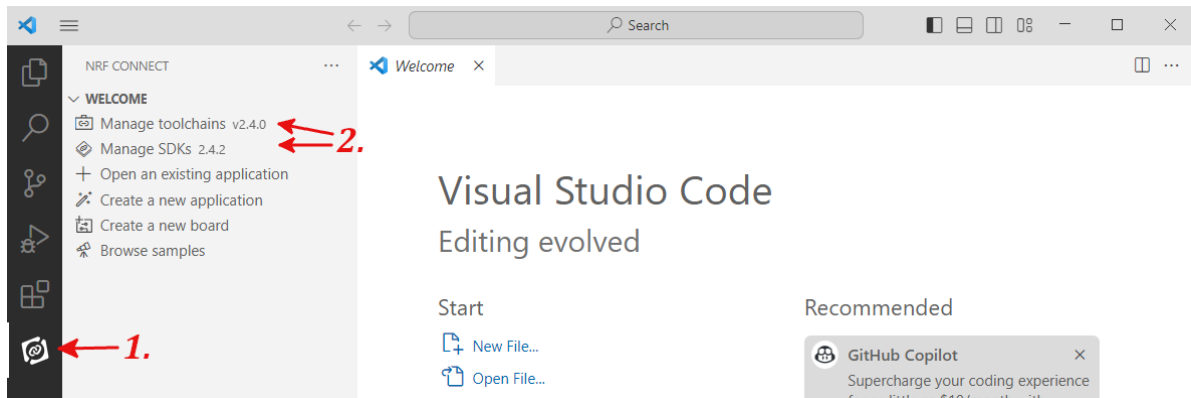 Search
NRF CONNECT
Welcome
WELCOME
Manage toolchains v2.4.0
2.
Manage SDKs 2.4.2
Open an existing application
Create a new application
Create a new board
Browse samples
1.
Visual Studio Code
Editing evolved
Start
New File...
Open File...
Recommended
GitHub Copilot
Supercharge your coding experience